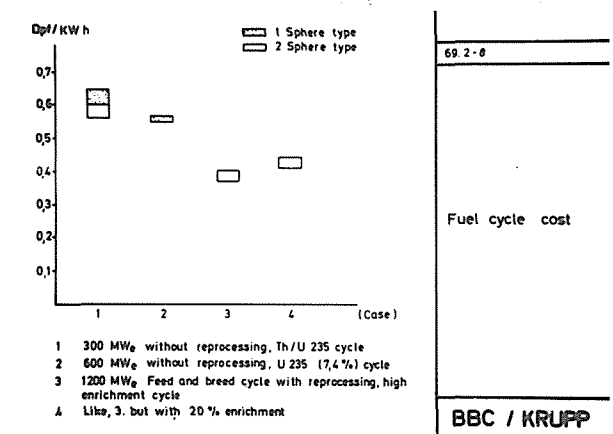 Dpf/KWh
1 Sphere type
2 Sphere type
0,7
0,6
0,5
0,4
0,3
0,2
0,1
1 2 3 4 (Case)
1 300 MWe without reprocessing, Th/U 235 cycle
2 600 MWe without reprocessing, U 235 (7,4 %) cycle
3 1200 MWe Feed and breed cycle with reprocessing, high
enrichment cycle
4 Like, 3. but with 20 % enrichment
69. 2-8
Fuel cycle cost
BBC / KRUPP